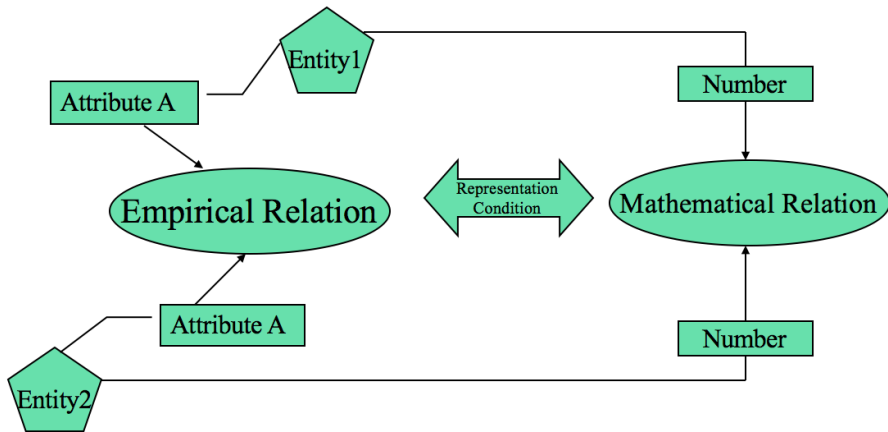 Entity1
Attribute A
Number
Empirical Relation
Representation
Condition
Mathematical Relation
Attribute A
Number
Entity2